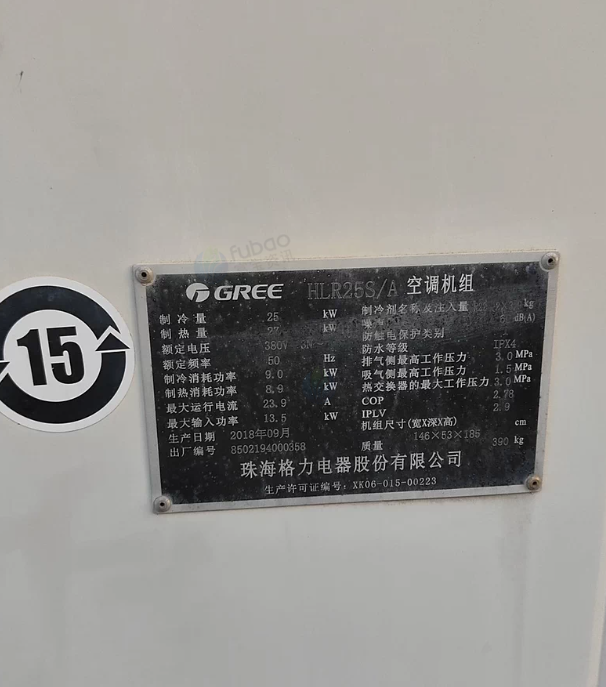 fubao
15
GREE HLR25S/A 空调机组
制冷量 25 kW
制热量 27 kW
额定电压 380V 3N~
额定频率 50 Hz
制冷消耗功率 9.0 kW
制热消耗功率 8.9 kW
最大运行电流 23.9 A
最大输入功率 13.5 kW
生产日期 2018年09月
出厂编号 8502194000358
制冷剂名称及注入量 kg
dB(A)
防触电保护类别
防水等级 IPX4
排气侧最高工作压力 3.0 MPa
吸气侧最高工作压力 1.5 MPa
热交换器的最大工作压力 3.0 MPa
COP 2.78
IPLV 2.9
机组尺寸(宽X深X高) cm
146×53×185
质量 390 kg
珠海格力电器股份有限公司
生产许可证编号: XK06-015-00223